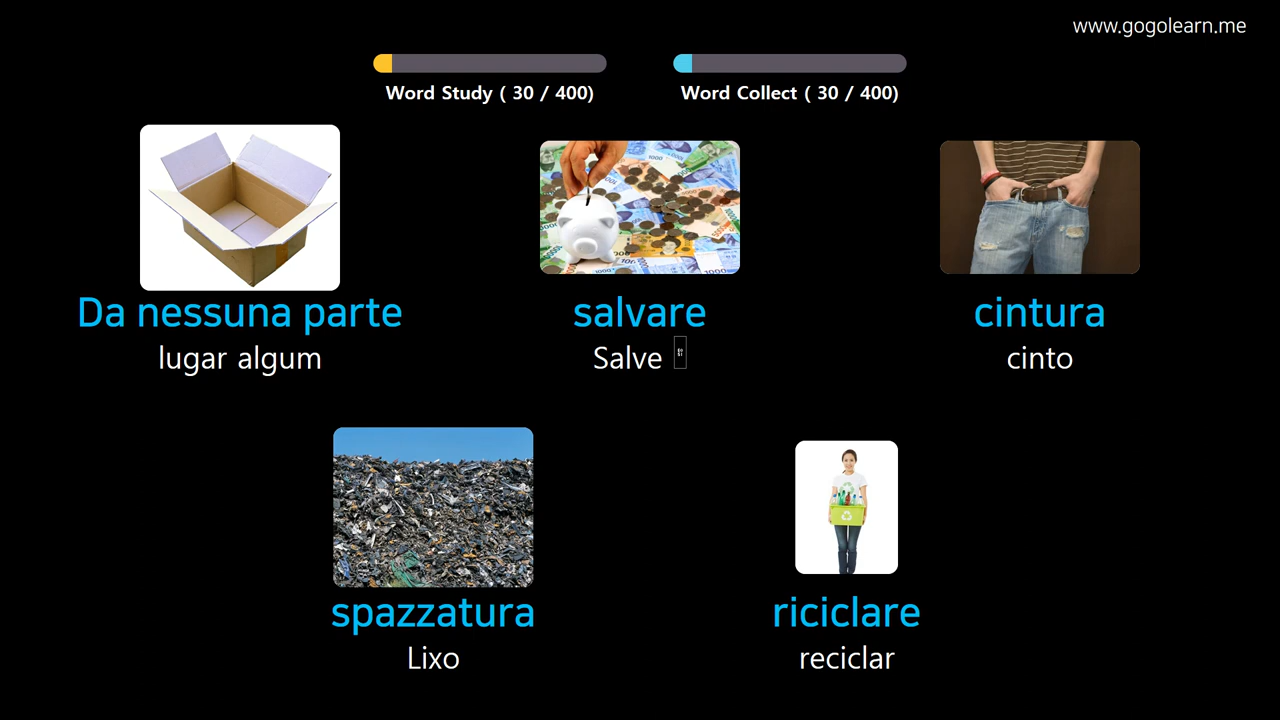 www.gogolearn.me
Word Study ( 30 / 400)
Word Collect ( 30 / 400)
Da nessuna parte
lugar algum
salvare
Salve
cintura
cinto
spazzatura
Lixo
riciclare
reciclar